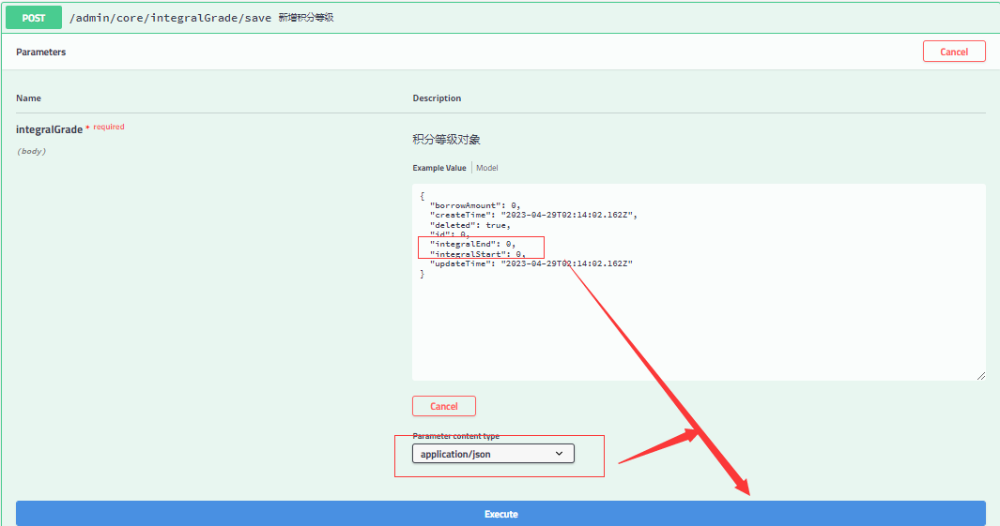 POST /admin/core/integralGrade/save 新增积分等级
Parameters
Cancel
Name
Description
integralGrade * required
(body)
积分等级对象
Example Value Model
{
"borrowAmount": 0,
"createTime": "2023-04-29T02:14:02.162Z",
"deleted": true,
"id": 0,
"integralEnd": 0,
"integralStart": 0,
"updateTime": "2023-04-29T02:14:02.162Z"
}
Cancel
Parameter content type
application/json
Execute